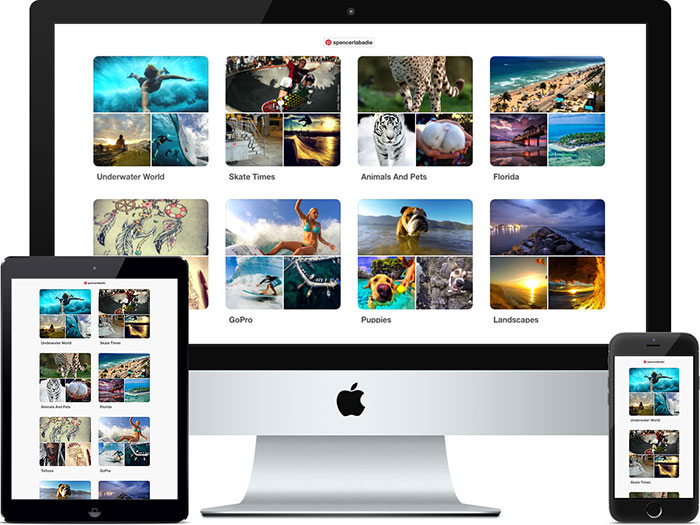 spencerlabadie
Underwater World
Skate Times
Animals And Pets
Florida
GoPro
Puppies
Landscapes
spencerlabadie
Underwater World
Skate Times
Animals And Pets
Florida
Tattoos
GoPro
spencerlabadie
Underwater World
Skate Times